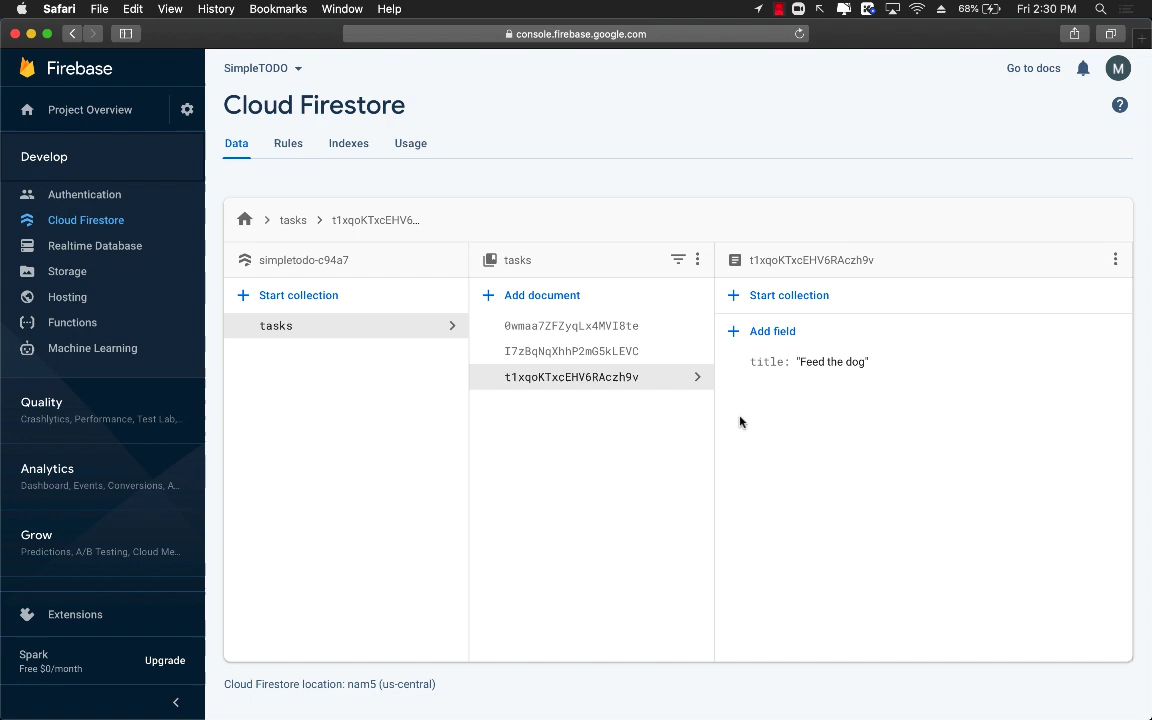 Safari File Edit View History Bookmarks Window Help 68% Fri 2:30 PM
console.firebase.google.com
Firebase
Project Overview
Develop
Authentication
Cloud Firestore
Realtime Database
Storage
Hosting
Functions
Machine Learning
Quality
Crashlytics, Performance, Test Lab,...
Analytics
Dashboard, Events, Conversions, A...
Grow
Predictions, A/B Testing, Cloud Me...
Extensions
Spark
Free $0/month
Upgrade
SimpleTODO
Go to docs
M
Cloud Firestore
?
Data Rules Indexes Usage
tasks t1xqoKTxcEHV6...
simpletodo-c94a7
Start collection
tasks
tasks
Add document
0wmaa7ZFZyqLx4MVI8te
I7zBqNqXhhP2mG5kLEVC
t1xqoKTxcEHV6RAczh9v
t1xqoKTxcEHV6RAczh9v
Start collection
Add field
title: "Feed the dog"
Cloud Firestore location: nam5 (us-central)